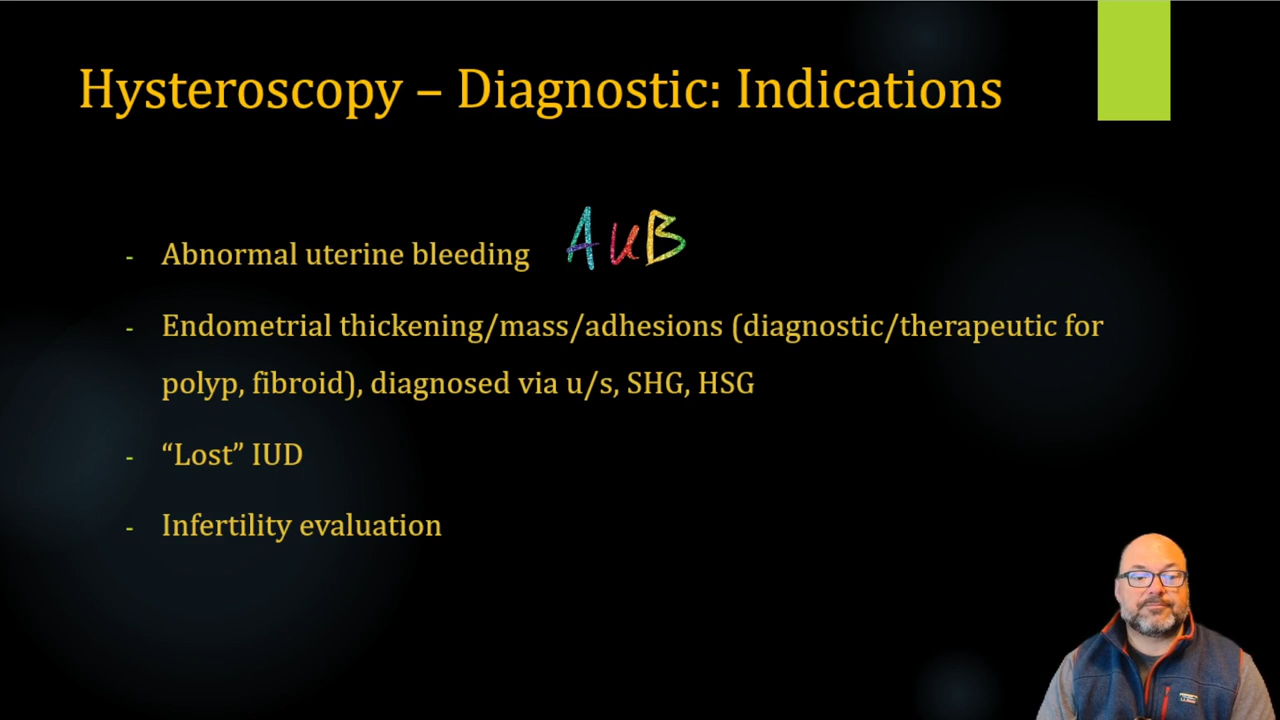 Hysteroscopy – Diagnostic: Indications
- Abnormal uterine bleeding AUB
- Endometrial thickening/mass/adhesions (diagnostic/therapeutic for
polyp, fibroid), diagnosed via u/s, SHG, HSG
- “Lost” IUD
- Infertility evaluation